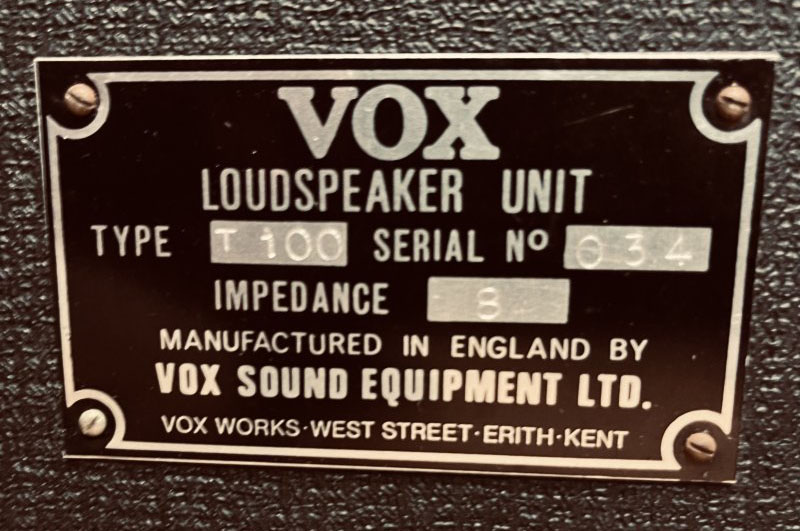 VOX
LOUDSPEAKER UNIT
TYPE T 100 SERIAL Nº 034
IMPEDANCE 8
MANUFACTURED IN ENGLAND BY
VOX SOUND EQUIPMENT LTD.
VOX WORKS·WEST STREET·ERITH·KENT